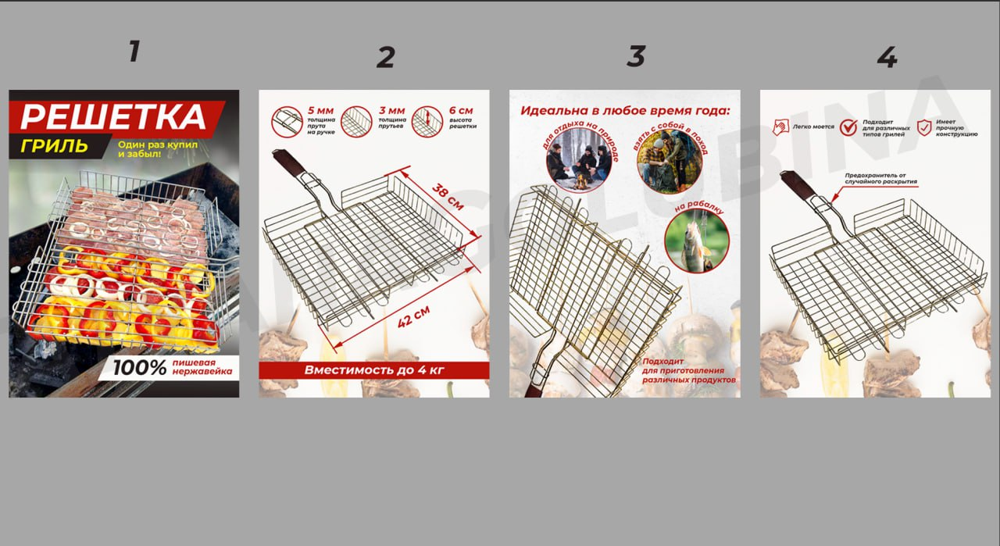 1
2
3
4
РЕШЕТКА
ГРИЛЬ
Один раз купил
и забыл!
100%
пишевая
нержавейка
5 мм
толщина
прута
на ручке
3 мм
толщина
прутьев
6 см
высота
решетки
38 см
42 см
Вместимость до 4 кг
Идеальна в любое время года:
для отдыха на природе
взять с собой в поход
на рабалку
Подходит
для приготовления
различных продуктов
Легко моется
Подходит
для различных
типов грилей
Имеет
прочную
конструкцию
Предохранитель от
случайного раскрытия